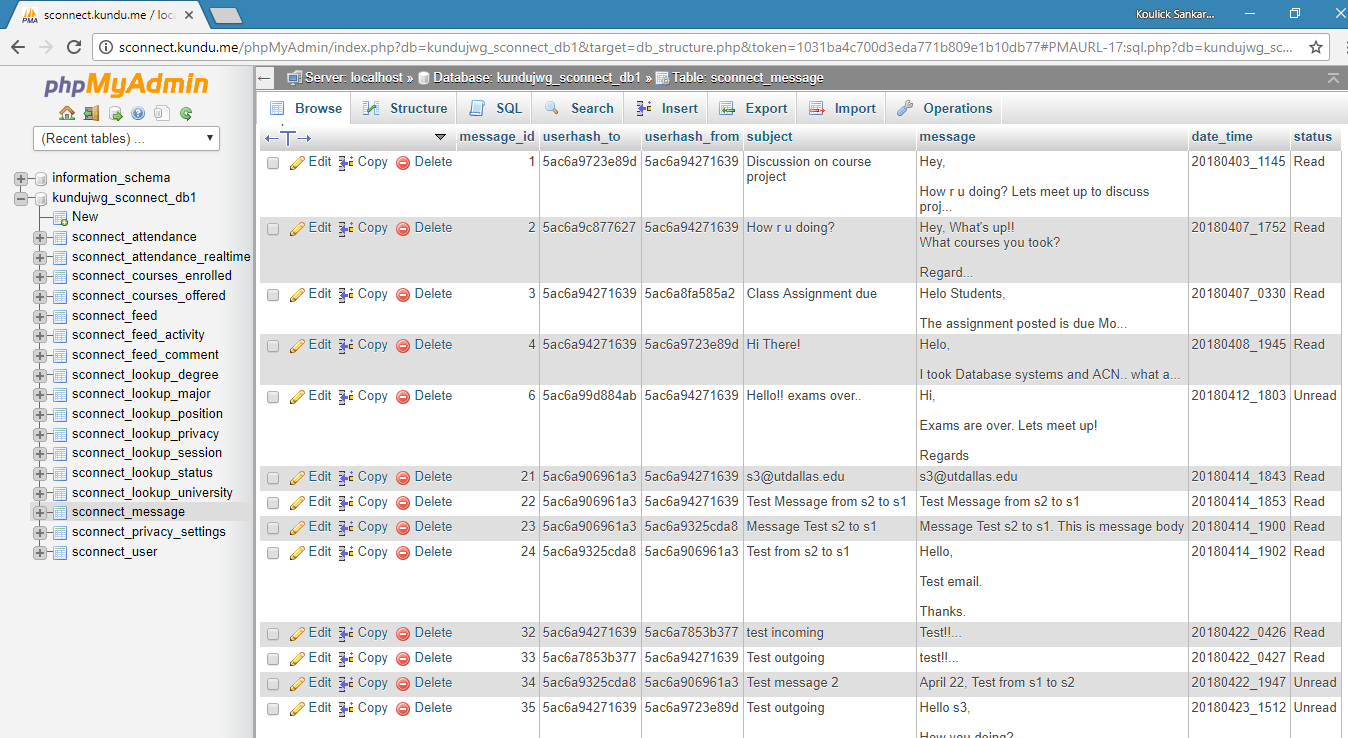 sconnect.kundu.me / loca
Koulick Sankar...
sconnect.kundu.me/phpMyAdmin/index.php?db=kundujwg_sconnect_db1&target=db_structure.php&token=1031ba4c700d3eda771b809e1b10db77#PMAURL-17:sql.php?db=kundujwg_sc...
phpMyAdmin
(Recent tables) ...
information_schema
kundujwg_sconnect_db1
New
sconnect_attendance
sconnect_attendance_realtime
sconnect_courses_enrolled
sconnect_courses_offered
sconnect_feed
sconnect_feed_activity
sconnect_feed_comment
sconnect_lookup_degree
sconnect_lookup_major
sconnect_lookup_position
sconnect_lookup_privacy
sconnect_lookup_session
sconnect_lookup_status
sconnect_lookup_university
sconnect_message
sconnect_privacy_settings
sconnect_user
Server: localhost » Database: kundujwg_sconnect_db1 » Table: sconnect_message
Browse Structure SQL Search Insert Export Import Operations
←T→ message_id userhash_to userhash_from subject message date_time status
Edit Copy Delete 1 5ac6a9723e89d 5ac6a94271639 Discussion on course Hey, 20180403_1145 Read
project
How r u doing? Lets meet up to discuss
proj...
Edit Copy Delete 2 5ac6a9c877627 5ac6a94271639 How r u doing? Hey, What's up!! 20180407_1752 Read
What courses you took?
Regard...
Edit Copy Delete 3 5ac6a94271639 5ac6a8fa585a2 Class Assignment due Helo Students, 20180407_0330 Read
The assignment posted is due Mo...
Edit Copy Delete 4 5ac6a94271639 5ac6a9723e89d Hi There! Helo, 20180408_1945 Read
I took Database systems and ACN.. what a...
Edit Copy Delete 6 5ac6a99d884ab 5ac6a94271639 Hello!! exams over.. Hi, 20180412_1803 Unread
Exams are over. Lets meet up!
Regards
Edit Copy Delete 21 5ac6a906961a3 5ac6a94271639 s3@utdallas.edu s3@utdallas.edu 20180414_1843 Read
Edit Copy Delete 22 5ac6a906961a3 5ac6a94271639 Test Message from s2 to s1 Test Message from s2 to s1 20180414_1853 Read
Edit Copy Delete 23 5ac6a906961a3 5ac6a9325cda8 Message Test s2 to s1 Message Test s2 to s1. This is message body 20180414_1900 Read
Edit Copy Delete 24 5ac6a9325cda8 5ac6a906961a3 Test from s2 to s1 Hello, 20180414_1902 Read
Test email.
Thanks.
Edit Copy Delete 32 5ac6a94271639 5ac6a7853b377 test incoming Test!!... 20180422_0426 Read
Edit Copy Delete 33 5ac6a7853b377 5ac6a94271639 Test outgoing test!!... 20180422_0427 Read
Edit Copy Delete 34 5ac6a9325cda8 5ac6a906961a3 Test message 2 April 22, Test from s1 to s2 20180422_1947 Unread
Edit Copy Delete 35 5ac6a94271639 5ac6a9723e89d Test outgoing Hello s3, 20180423_1512 Unread
How you doing?